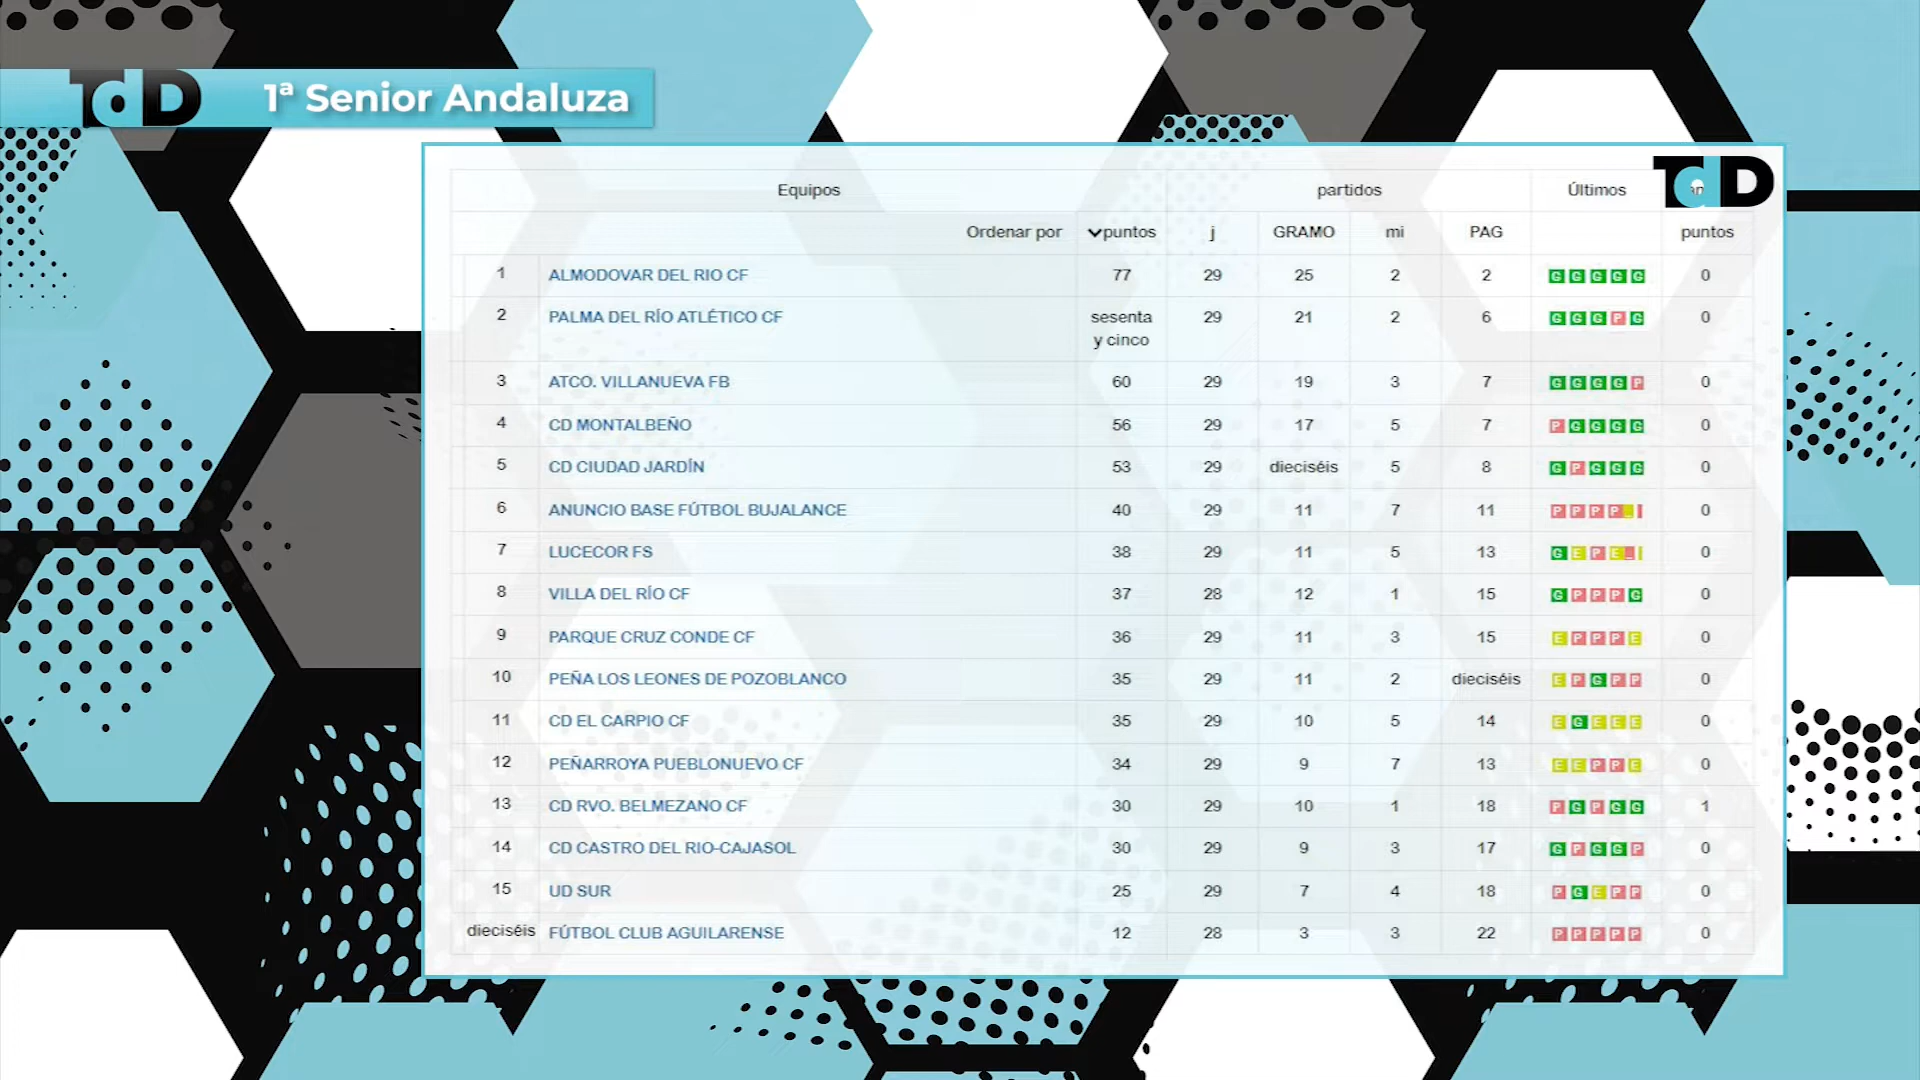 TdD 1ª Senior Andaluza
TdD
Equipos partidos Últimos
Ordenar por puntos j GRAMO mi PAG puntos
1 ALMODOVAR DEL RIO CF 77 29 25 2 2 G G G G G 0
2 PALMA DEL RÍO ATLÉTICO CF sesenta y cinco 29 21 2 6 G G G P G 0
3 ATCO. VILLANUEVA FB 60 29 19 3 7 G G G G P 0
4 CD MONTALBEÑO 56 29 17 5 7 P G G G G 0
5 CD CIUDAD JARDÍN 53 29 dieciséis 5 8 G P G G G 0
6 ANUNCIO BASE FÚTBOL BUJALANCE 40 29 11 7 11 P P P P 0
7 LUCECOR FS 38 29 11 5 13 G E P E 0
8 VILLA DEL RÍO CF 37 28 12 1 15 G P P P G 0
9 PARQUE CRUZ CONDE CF 36 29 11 3 15 E P P P E 0
10 PEÑA LOS LEONES DE POZOBLANCO 35 29 11 2 dieciséis E P G P P 0
11 CD EL CARPIO CF 35 29 10 5 14 E G E E E 0
12 PEÑARROYA PUEBLONUEVO CF 34 29 9 7 13 E E P P E 0
13 CD RVO. BELMEZANO CF 30 29 10 1 18 P G P G G 1
14 CD CASTRO DEL RIO-CAJASOL 30 29 9 3 17 G P G G P 0
15 UD SUR 25 29 7 4 18 P G E P P 0
dieciséis FÚTBOL CLUB AGUILARENSE 12 28 3 3 22 P P P P P 0